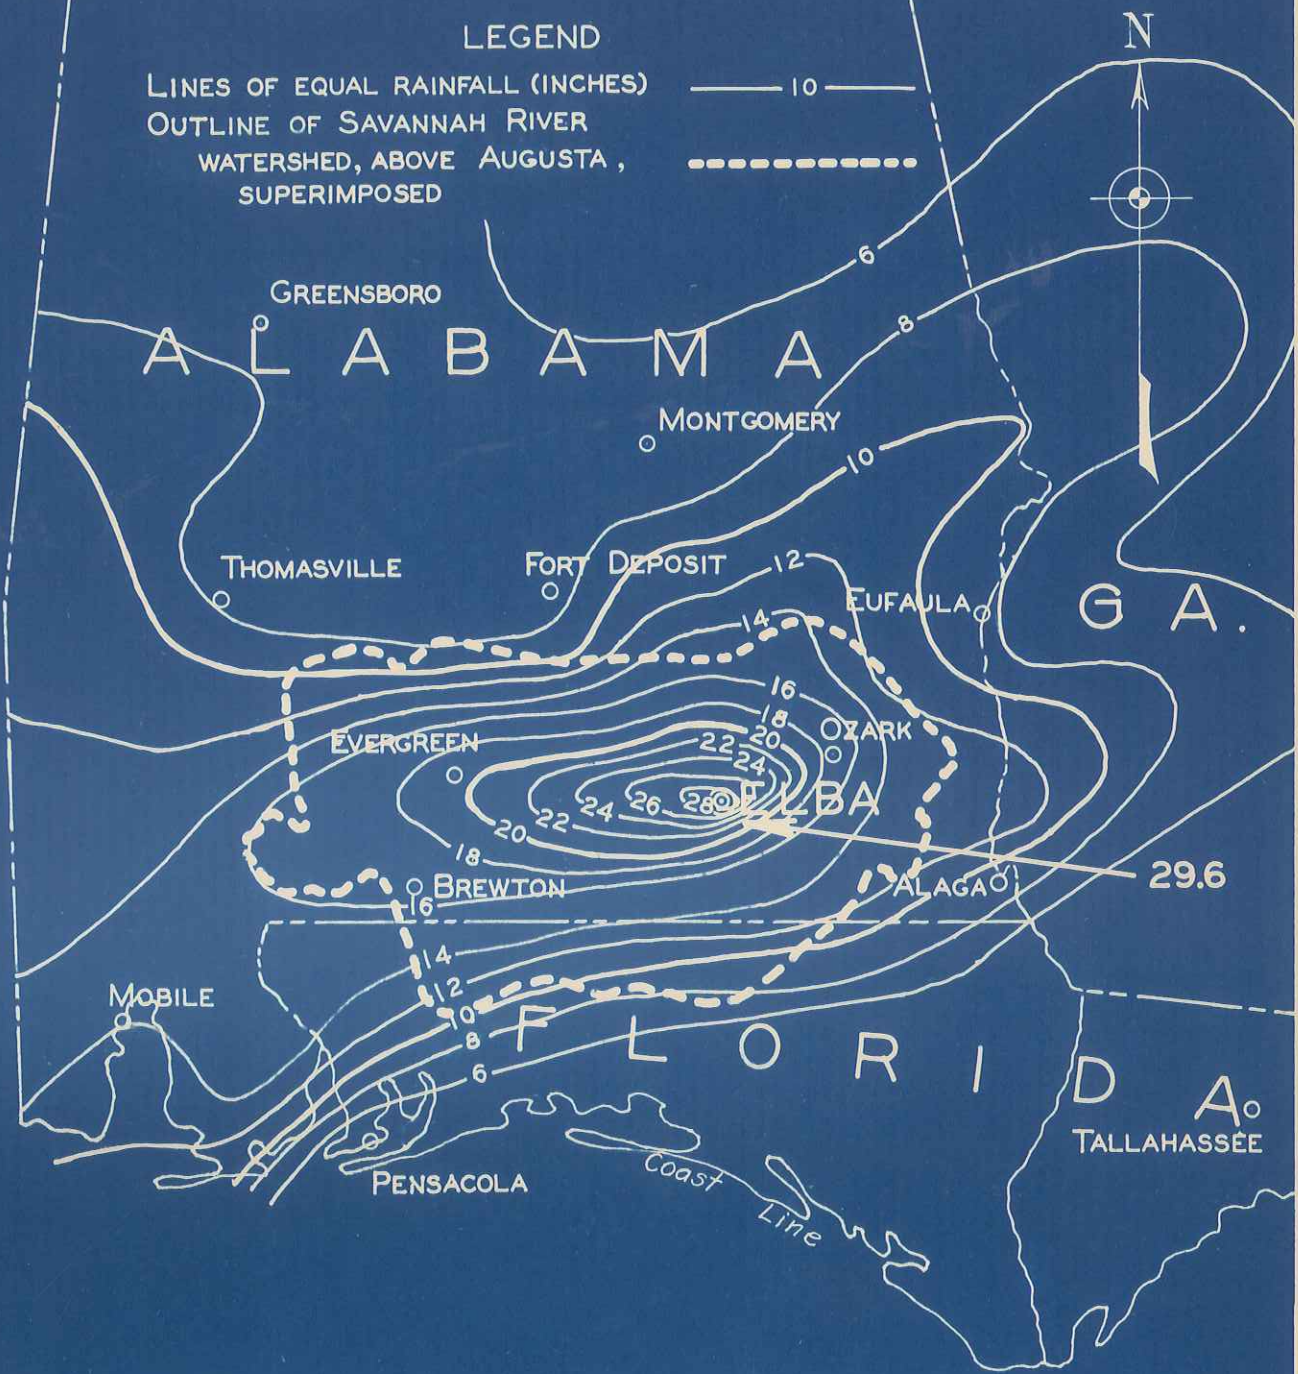 LEGEND
LINES OF EQUAL RAINFALL (INCHES) 10
OUTLINE OF SAVANNAH RIVER
WATERSHED, ABOVE AUGUSTA,
SUPERIMPOSED
N
6
GREENSBORO
8
ALABAMA
MONTGOMERY
10
THOMASVILLE
FORT DEPOSIT
12
EUFAULA
GA.
14
16
18
OZARK
20
22
EVERGREEN
24
ELBA
28
26
24
22
20
18
29.6
BREWTON
ALAGA
16
14
12
MOBILE
10
FLORIDA
8
6
TALLAHASSEE
PENSACOLA
Coast
Line